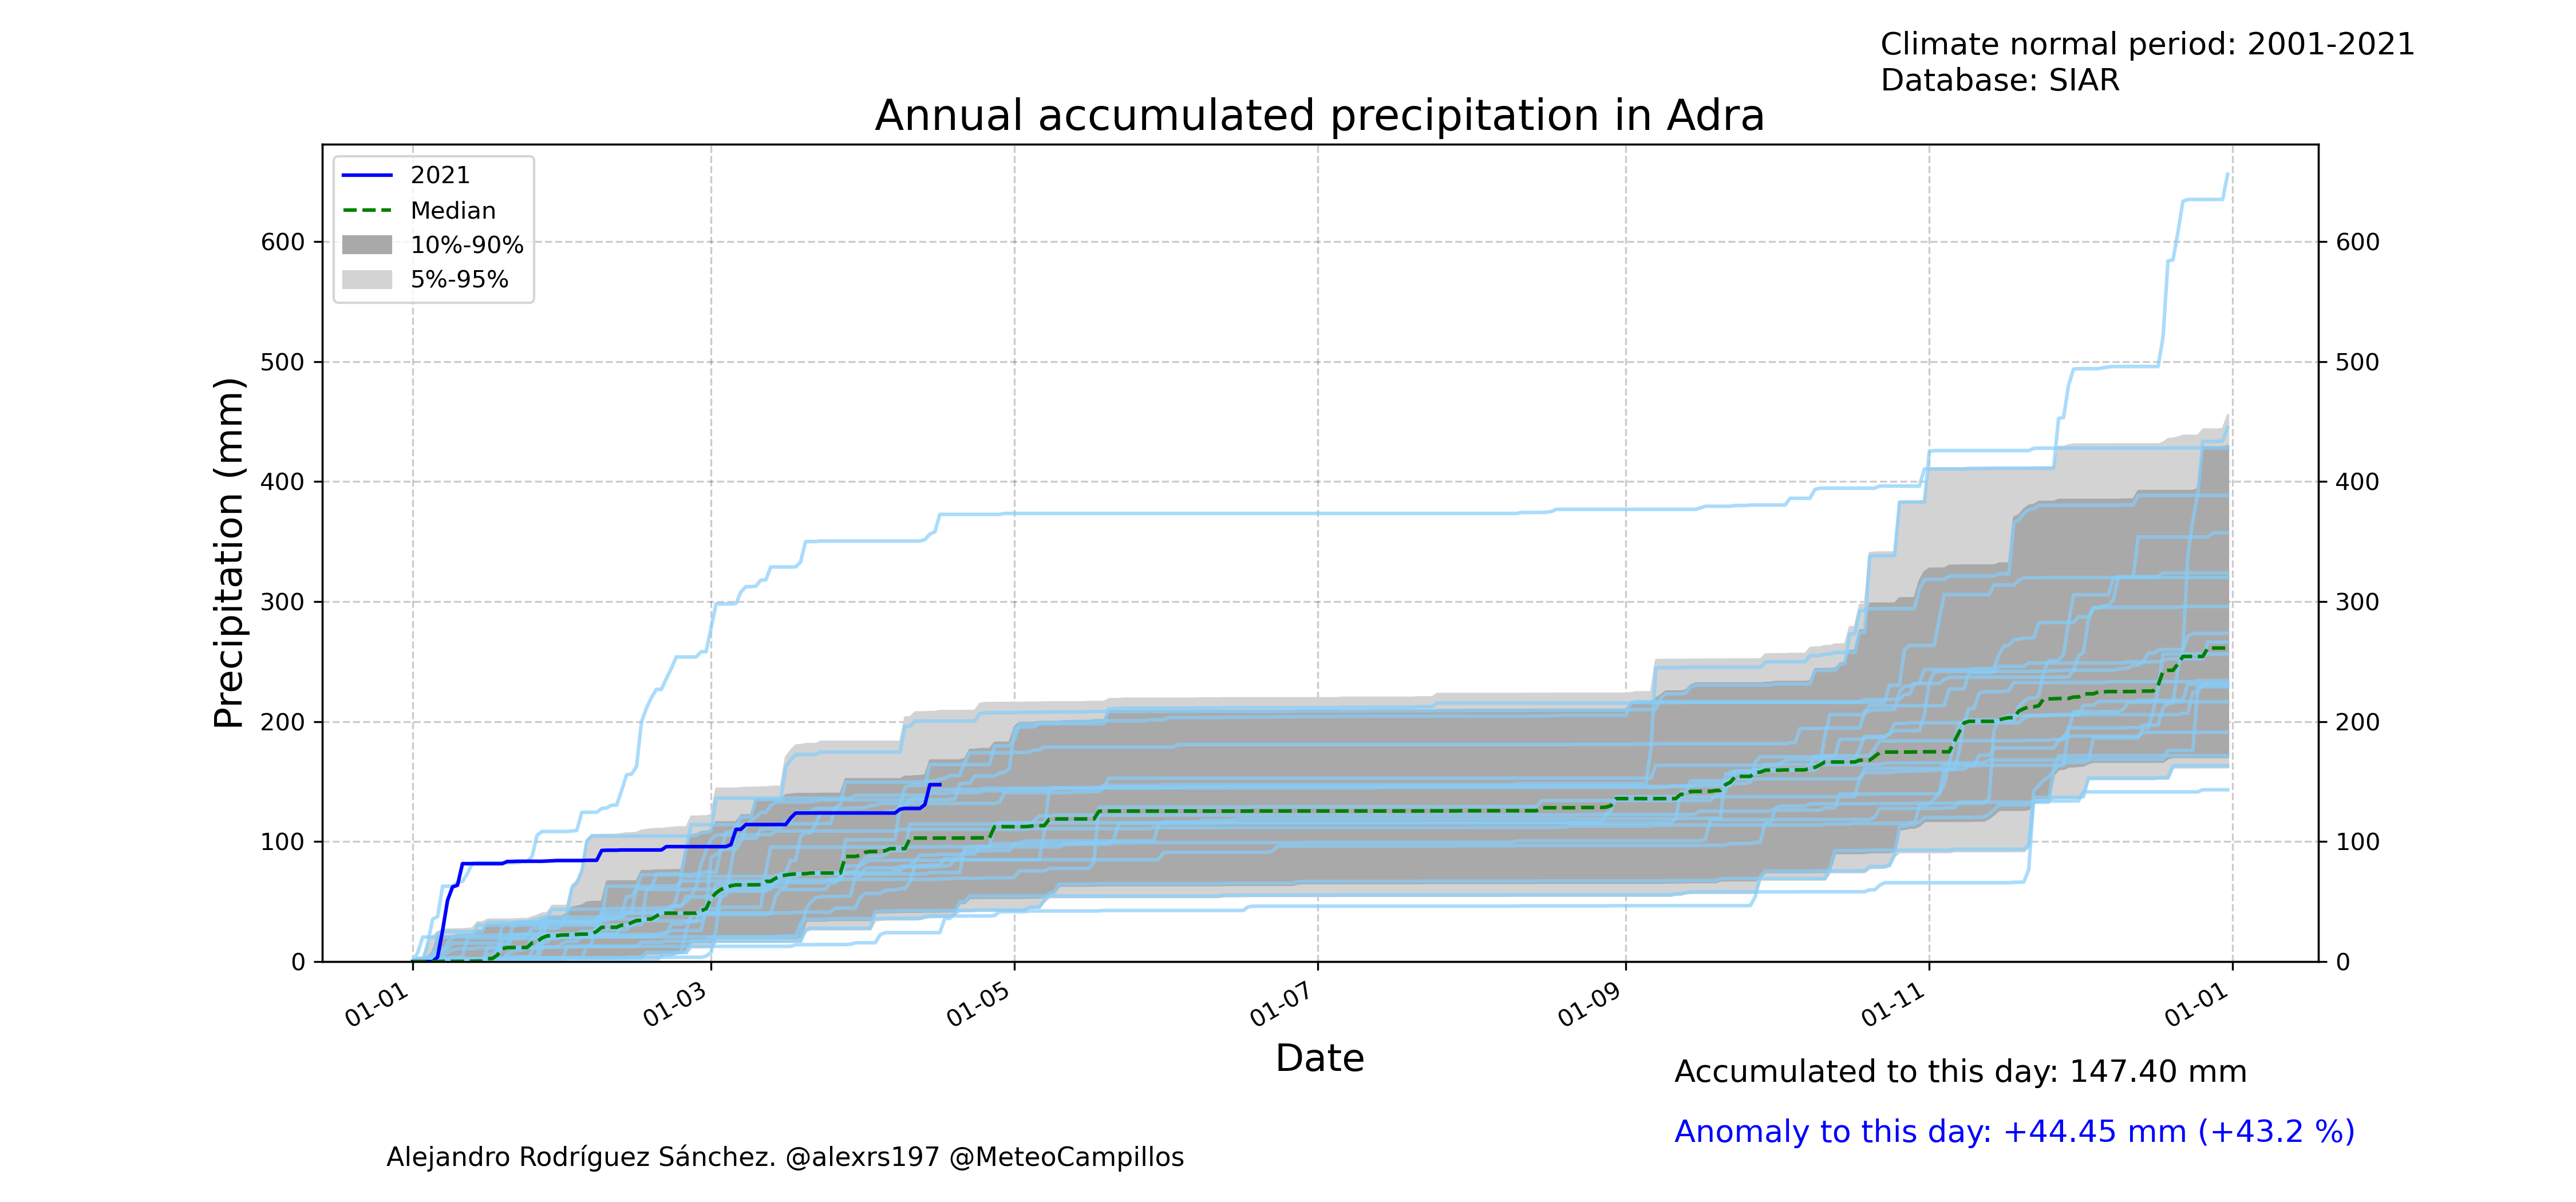 Climate normal period: 2001-2021
Database: SIAR
Annual accumulated precipitation in Adra
2021
Median
10%-90%
5%-95%
Precipitation (mm)
600
500
400
300
200
100
0
600
500
400
300
200
100
0
01-01
01-03
01-05
01-07
01-09
01-11
01-01
Date
Accumulated to this day: 147.40 mm
Anomaly to this day: +44.45 mm (+43.2 %)
Alejandro Rodríguez Sánchez. @alexrs197 @MeteoCampillos